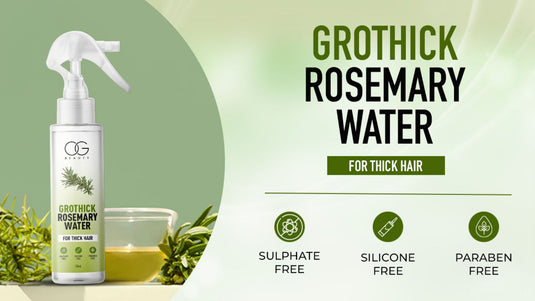 OG
BEAUTY
GROTHICK
ROSEMARY
WATER
FOR THICK HAIR
GROTHICK
ROSEMARY
WATER
FOR THICK HAIR
SULPHATE
FREE
SILICONE
FREE
PARABEN
FREE